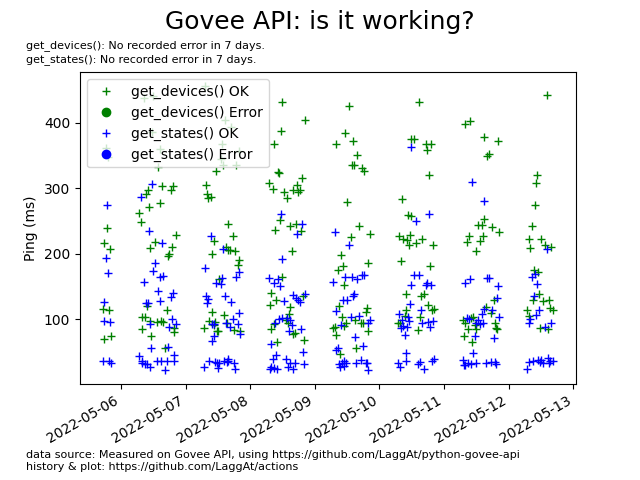 Govee API: is it working?
get_devices(): No recorded error in 7 days.
get_states(): No recorded error in 7 days.
get_devices() OK
get_devices() Error
get_states() OK
get_states() Error
400
300
200
100
Ping (ms)
2022-05-06
2022-05-07
2022-05-08
2022-05-09
2022-05-10
2022-05-11
2022-05-12
2022-05-13
data source: Measured on Govee API, using https://github.com/LaggAt/python-govee-api
history & plot: https://github.com/LaggAt/actions